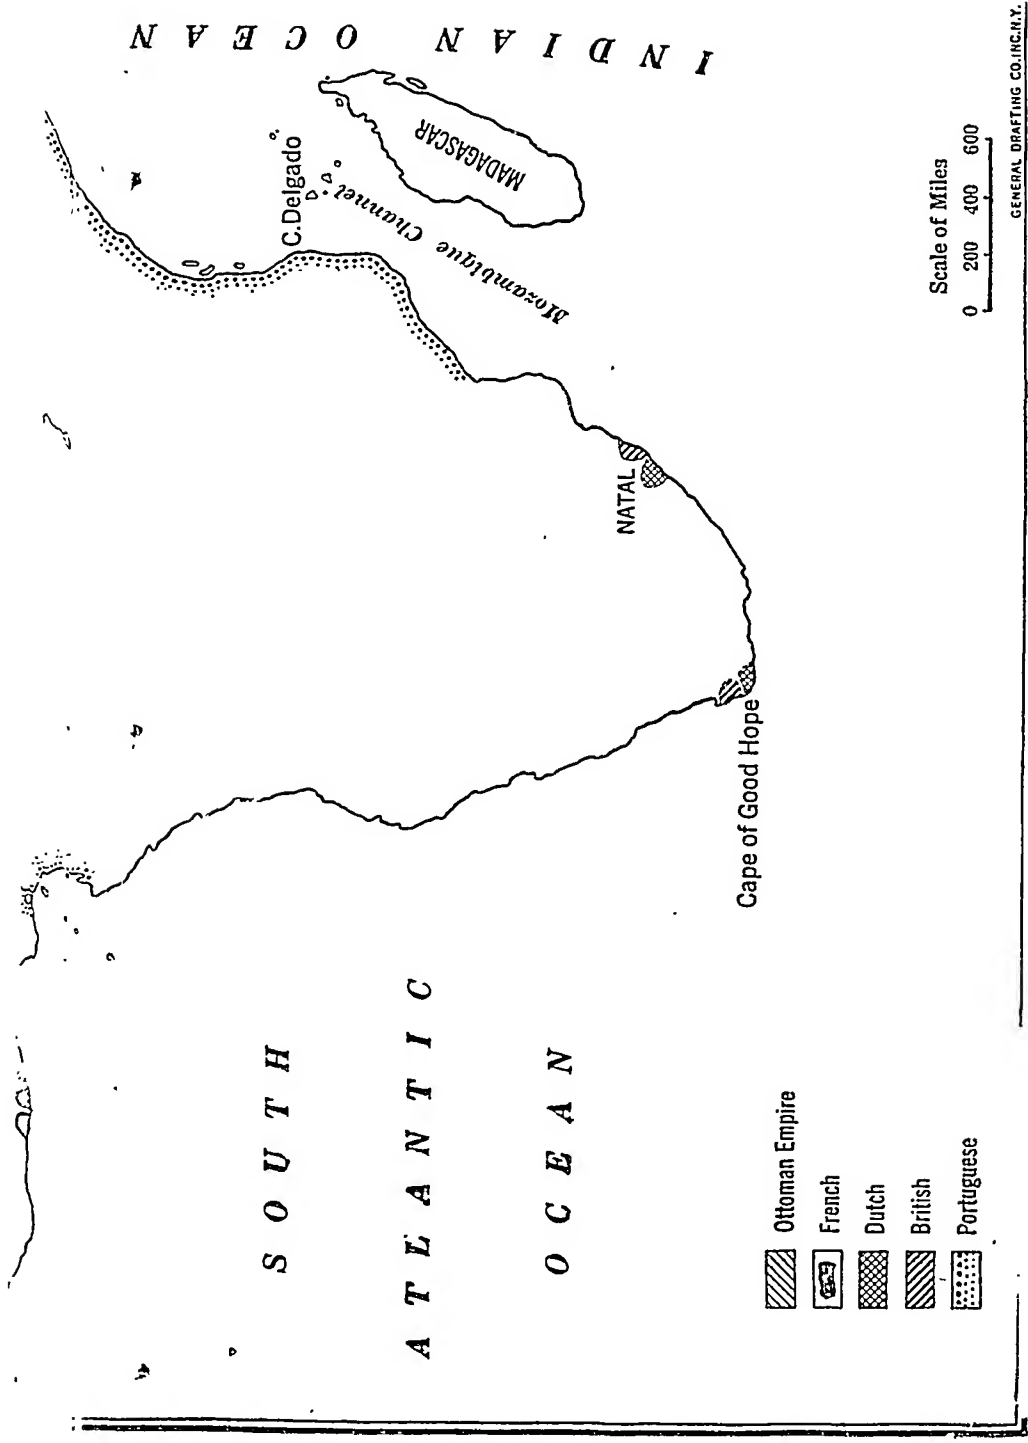 INDIAN OCEAN
MADAGASCAR
C. Delgado
Mozambique Channel
NATAL
Cape of Good Hope
SOUTH
ATLANTIC
OCEAN
Ottoman Empire
French
Dutch
British
Portuguese
Scale of Miles
0 200 400 600
GENERAL DRAFTING CO. INC. N.Y.